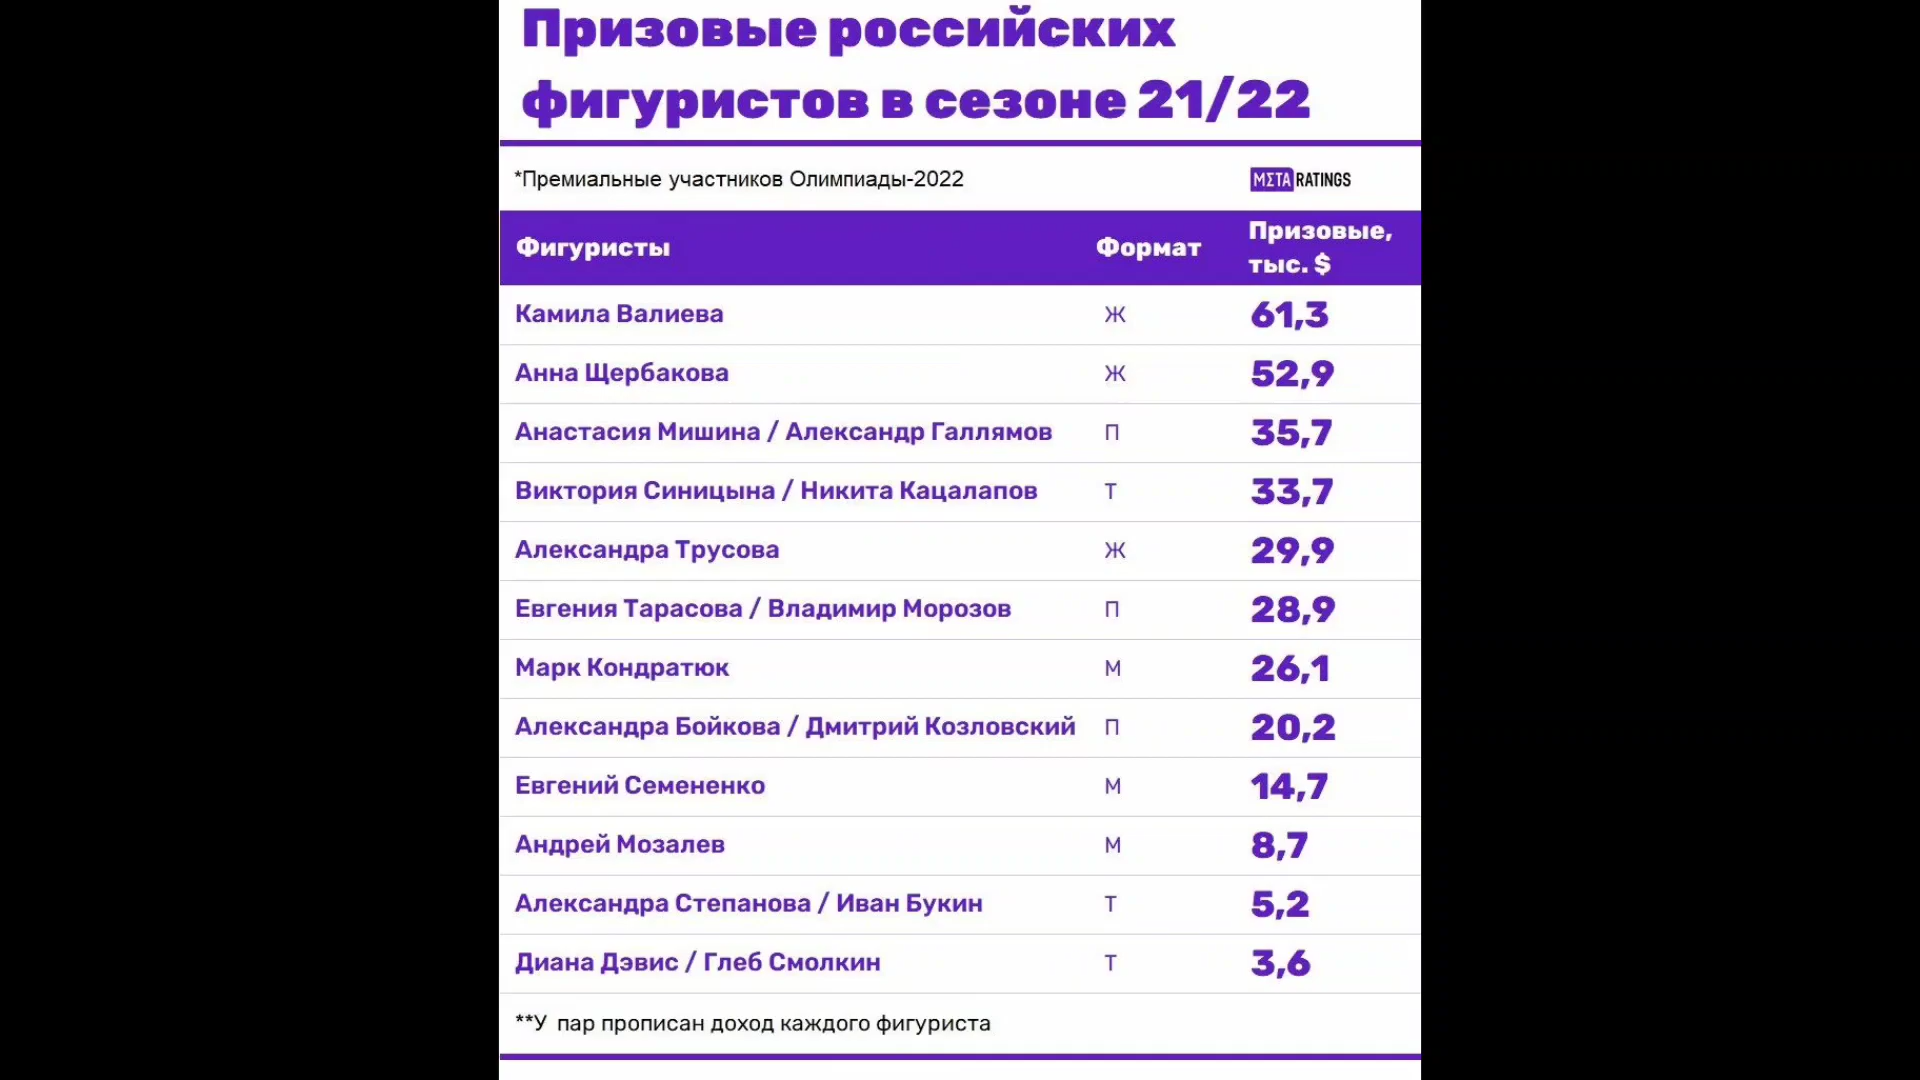 Призовые российских
фигуристов в сезоне 21/22
*Премиальные участников Олимпиады-2022
MΣTA RATINGS
Фигуристы Формат Призовые, тыс. $
Камила Валиева Ж 61,3
Анна Щербакова Ж 52,9
Анастасия Мишина / Александр Галлямов П 35,7
Виктория Синицына / Никита Кацалапов Т 33,7
Александра Трусова Ж 29,9
Евгения Тарасова / Владимир Морозов П 28,9
Марк Кондратюк М 26,1
Александра Бойкова / Дмитрий Козловский П 20,2
Евгений Семененко М 14,7
Андрей Мозалев М 8,7
Александра Степанова / Иван Букин Т 5,2
Диана Дэвис / Глеб Смолкин Т 3,6
**У пар прописан доход каждого фигуриста